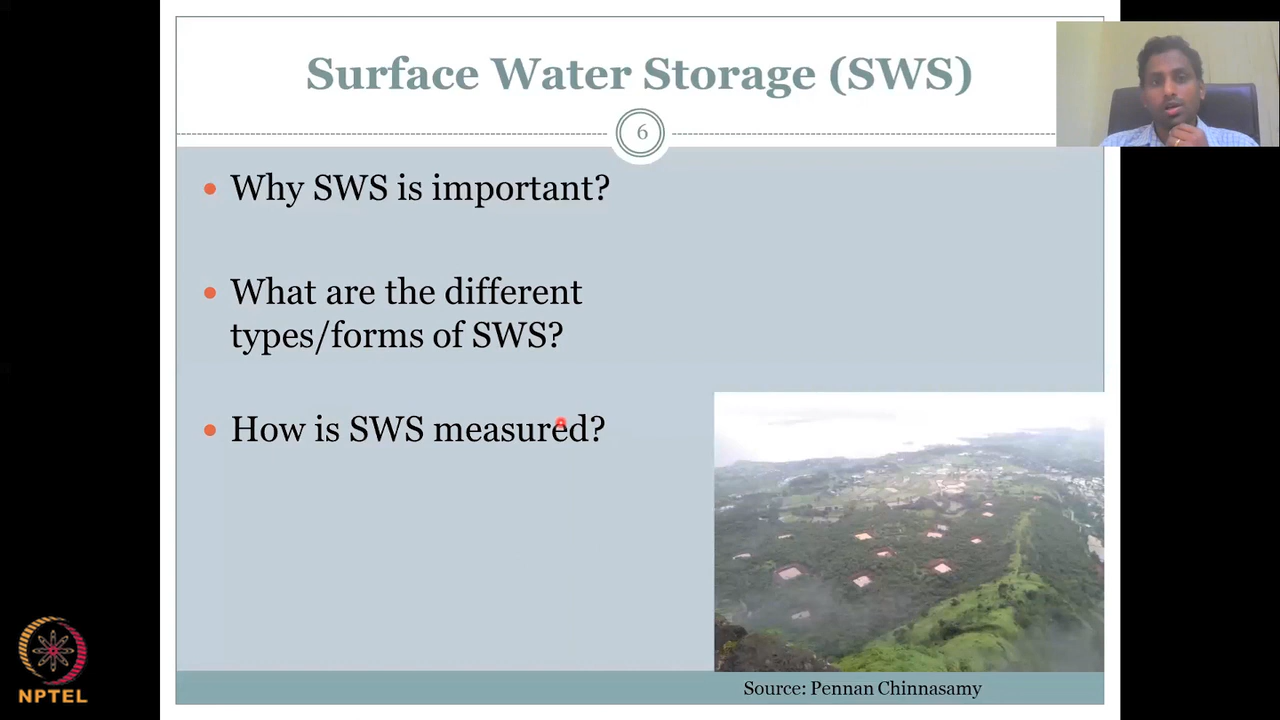 Surface Water Storage (SWS)
6
Why SWS is important?
What are the different
types/forms of SWS?
How is SWS measured?
Source: Pennan Chinnasamy
NPTEL